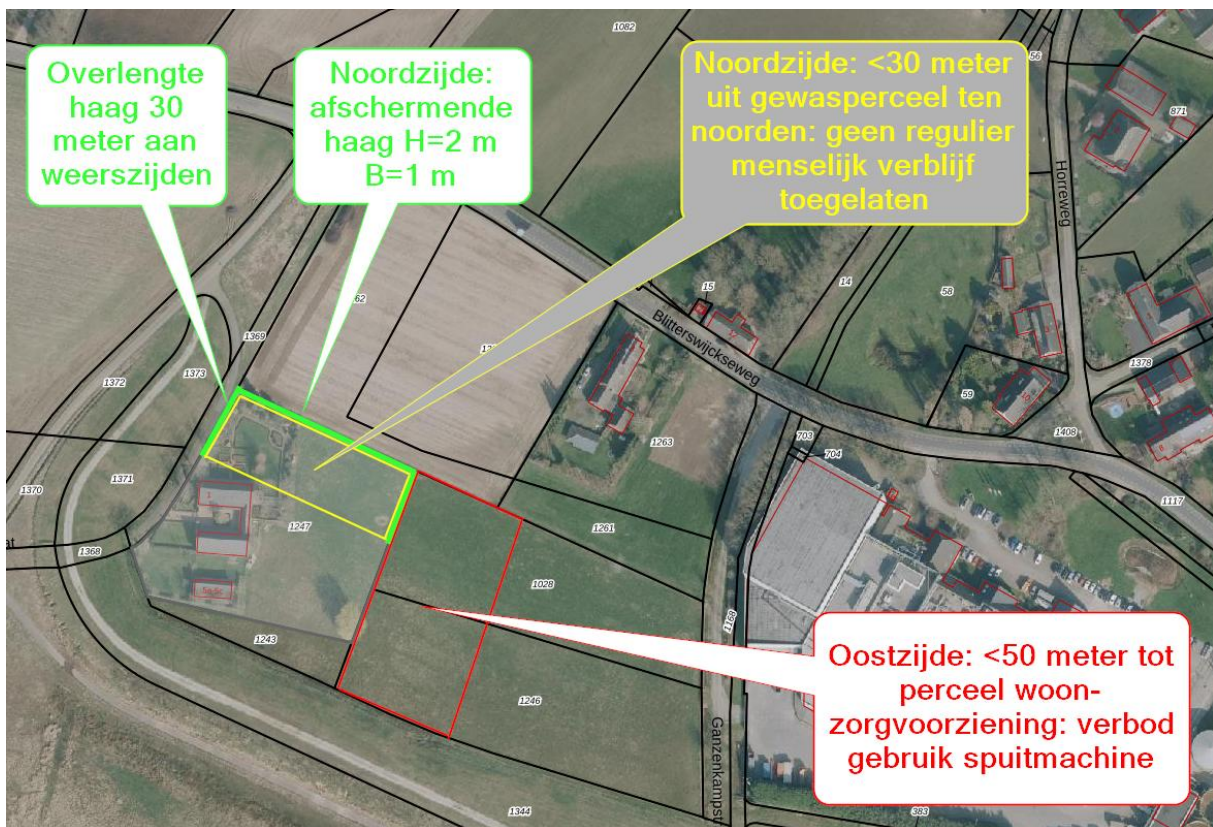 Overlengte
haag 30
meter aan
weerszijden
Noordzijde:
afschermende
haag H=2 m
B=1 m
Noordzijde: <30 meter
uit gewasperceel ten
noorden: geen regulier
menselijk verblijf
toegelaten
Oostzijde: <50 meter tot
perceel woon-
zorgvoorziening: verbod
gebruik spuitmachine
1082
56
871
Horreweg
15
14
58
Blitterswijckseweg
1369
1372
1373
59
1378
1408
1263
703
704
1117
1371
1370
1247
1
1368
1261
1028
1168
1243
1246
Ganzenkampst
1344
383